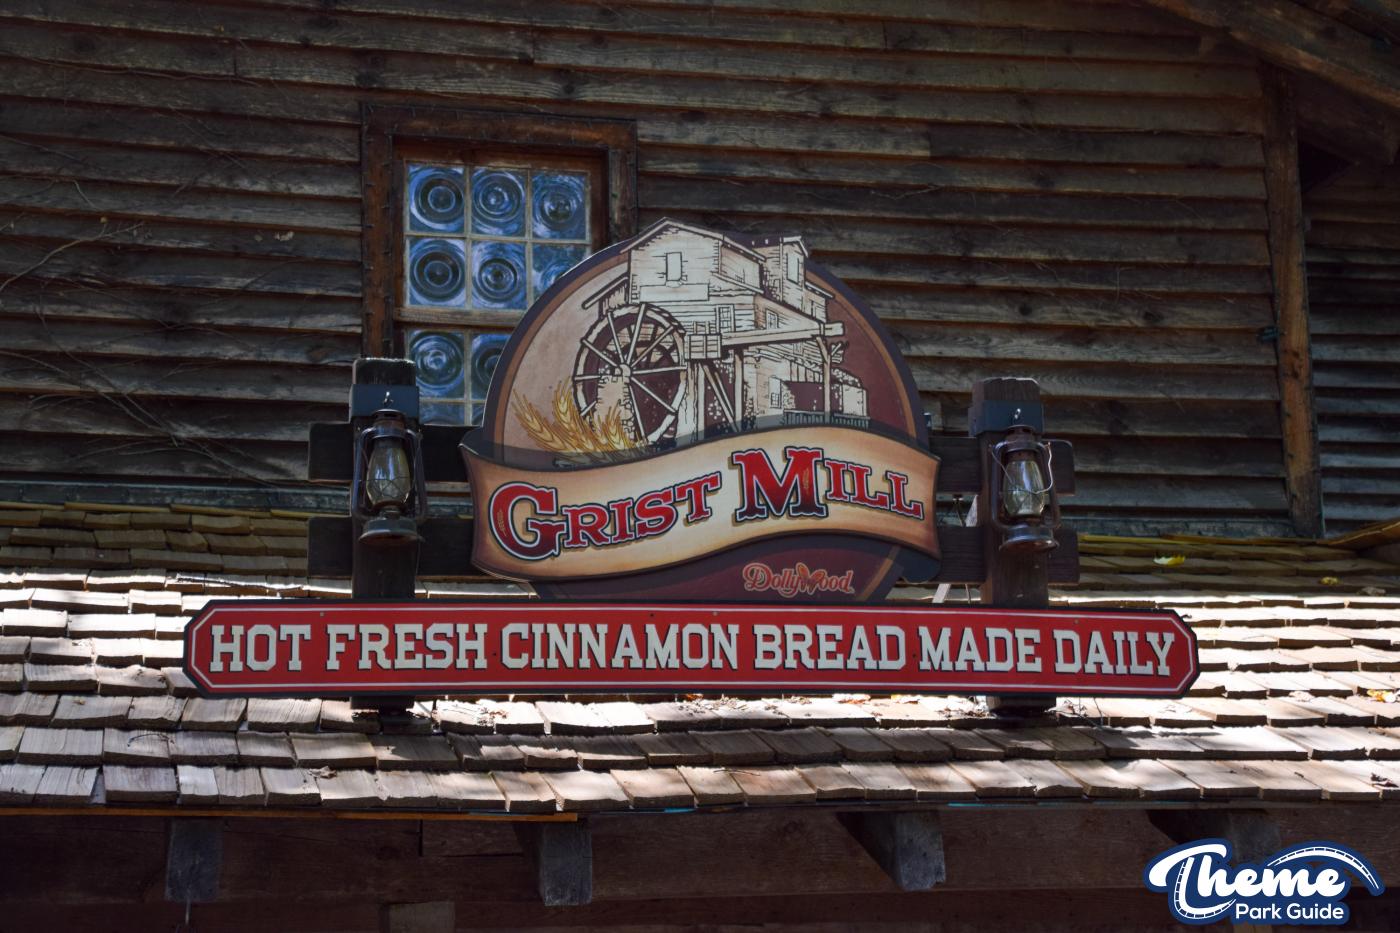 GRIST MILL
Dollywood
HOT FRESH CINNAMON BREAD MADE DAILY
Theme
Park Guide